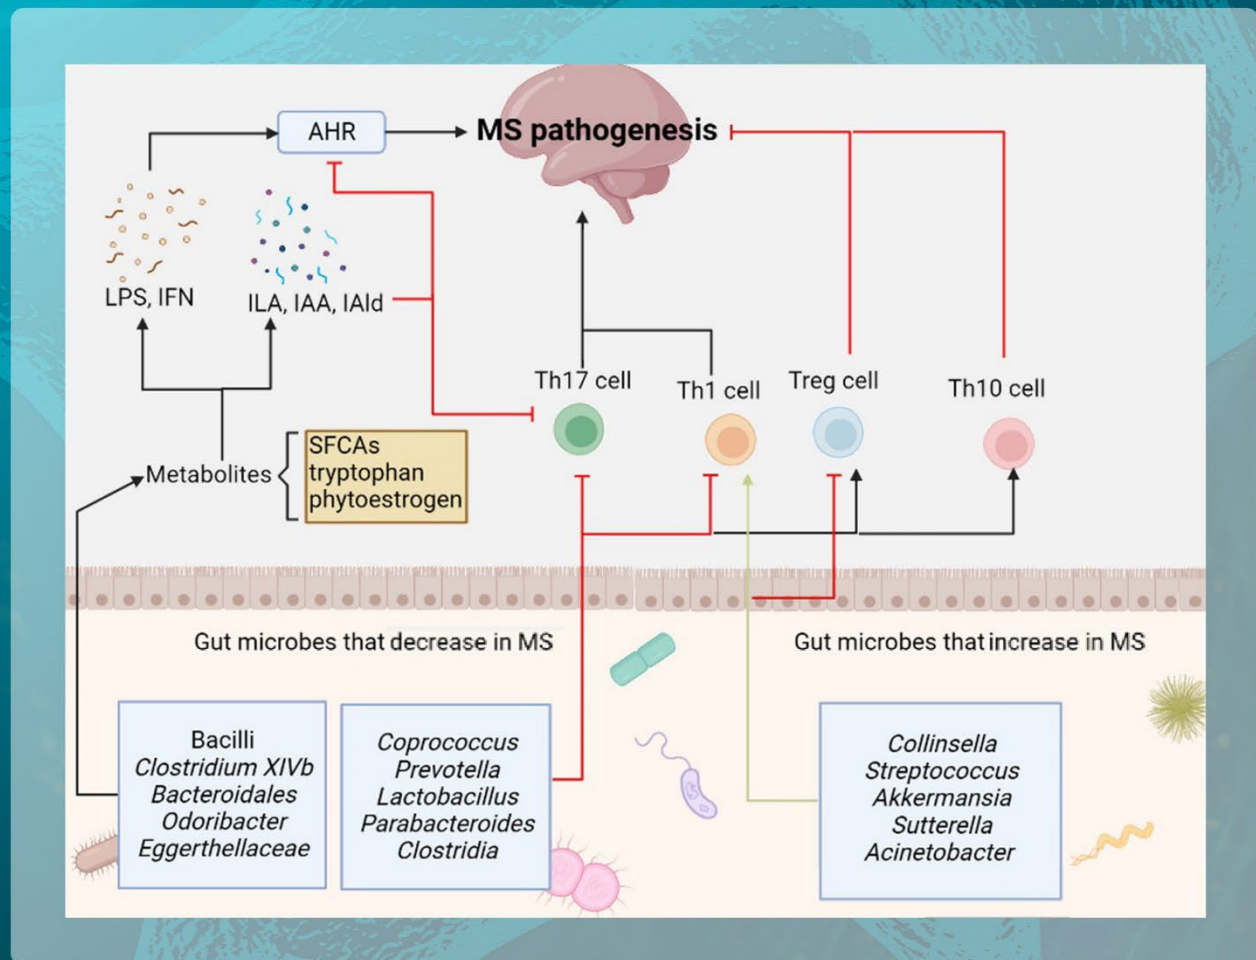 AHR
MS pathogenesis
LPS, IFN
ILA, IAA, IAld
Th17 cell
Th1 cell
Treg cell
Th10 cell
Metabolites
SFCAs
tryptophan
phytoestrogen
Gut microbes that decrease in MS
Gut microbes that increase in MS
Bacilli
Clostridium XIVb
Bacteroidales
Odoribacter
Eggerthellaceae
Coprococcus
Prevotella
Lactobacillus
Parabacteroides
Clostridia
Collinsella
Streptococcus
Akkermansia
Sutterella
Acinetobacter